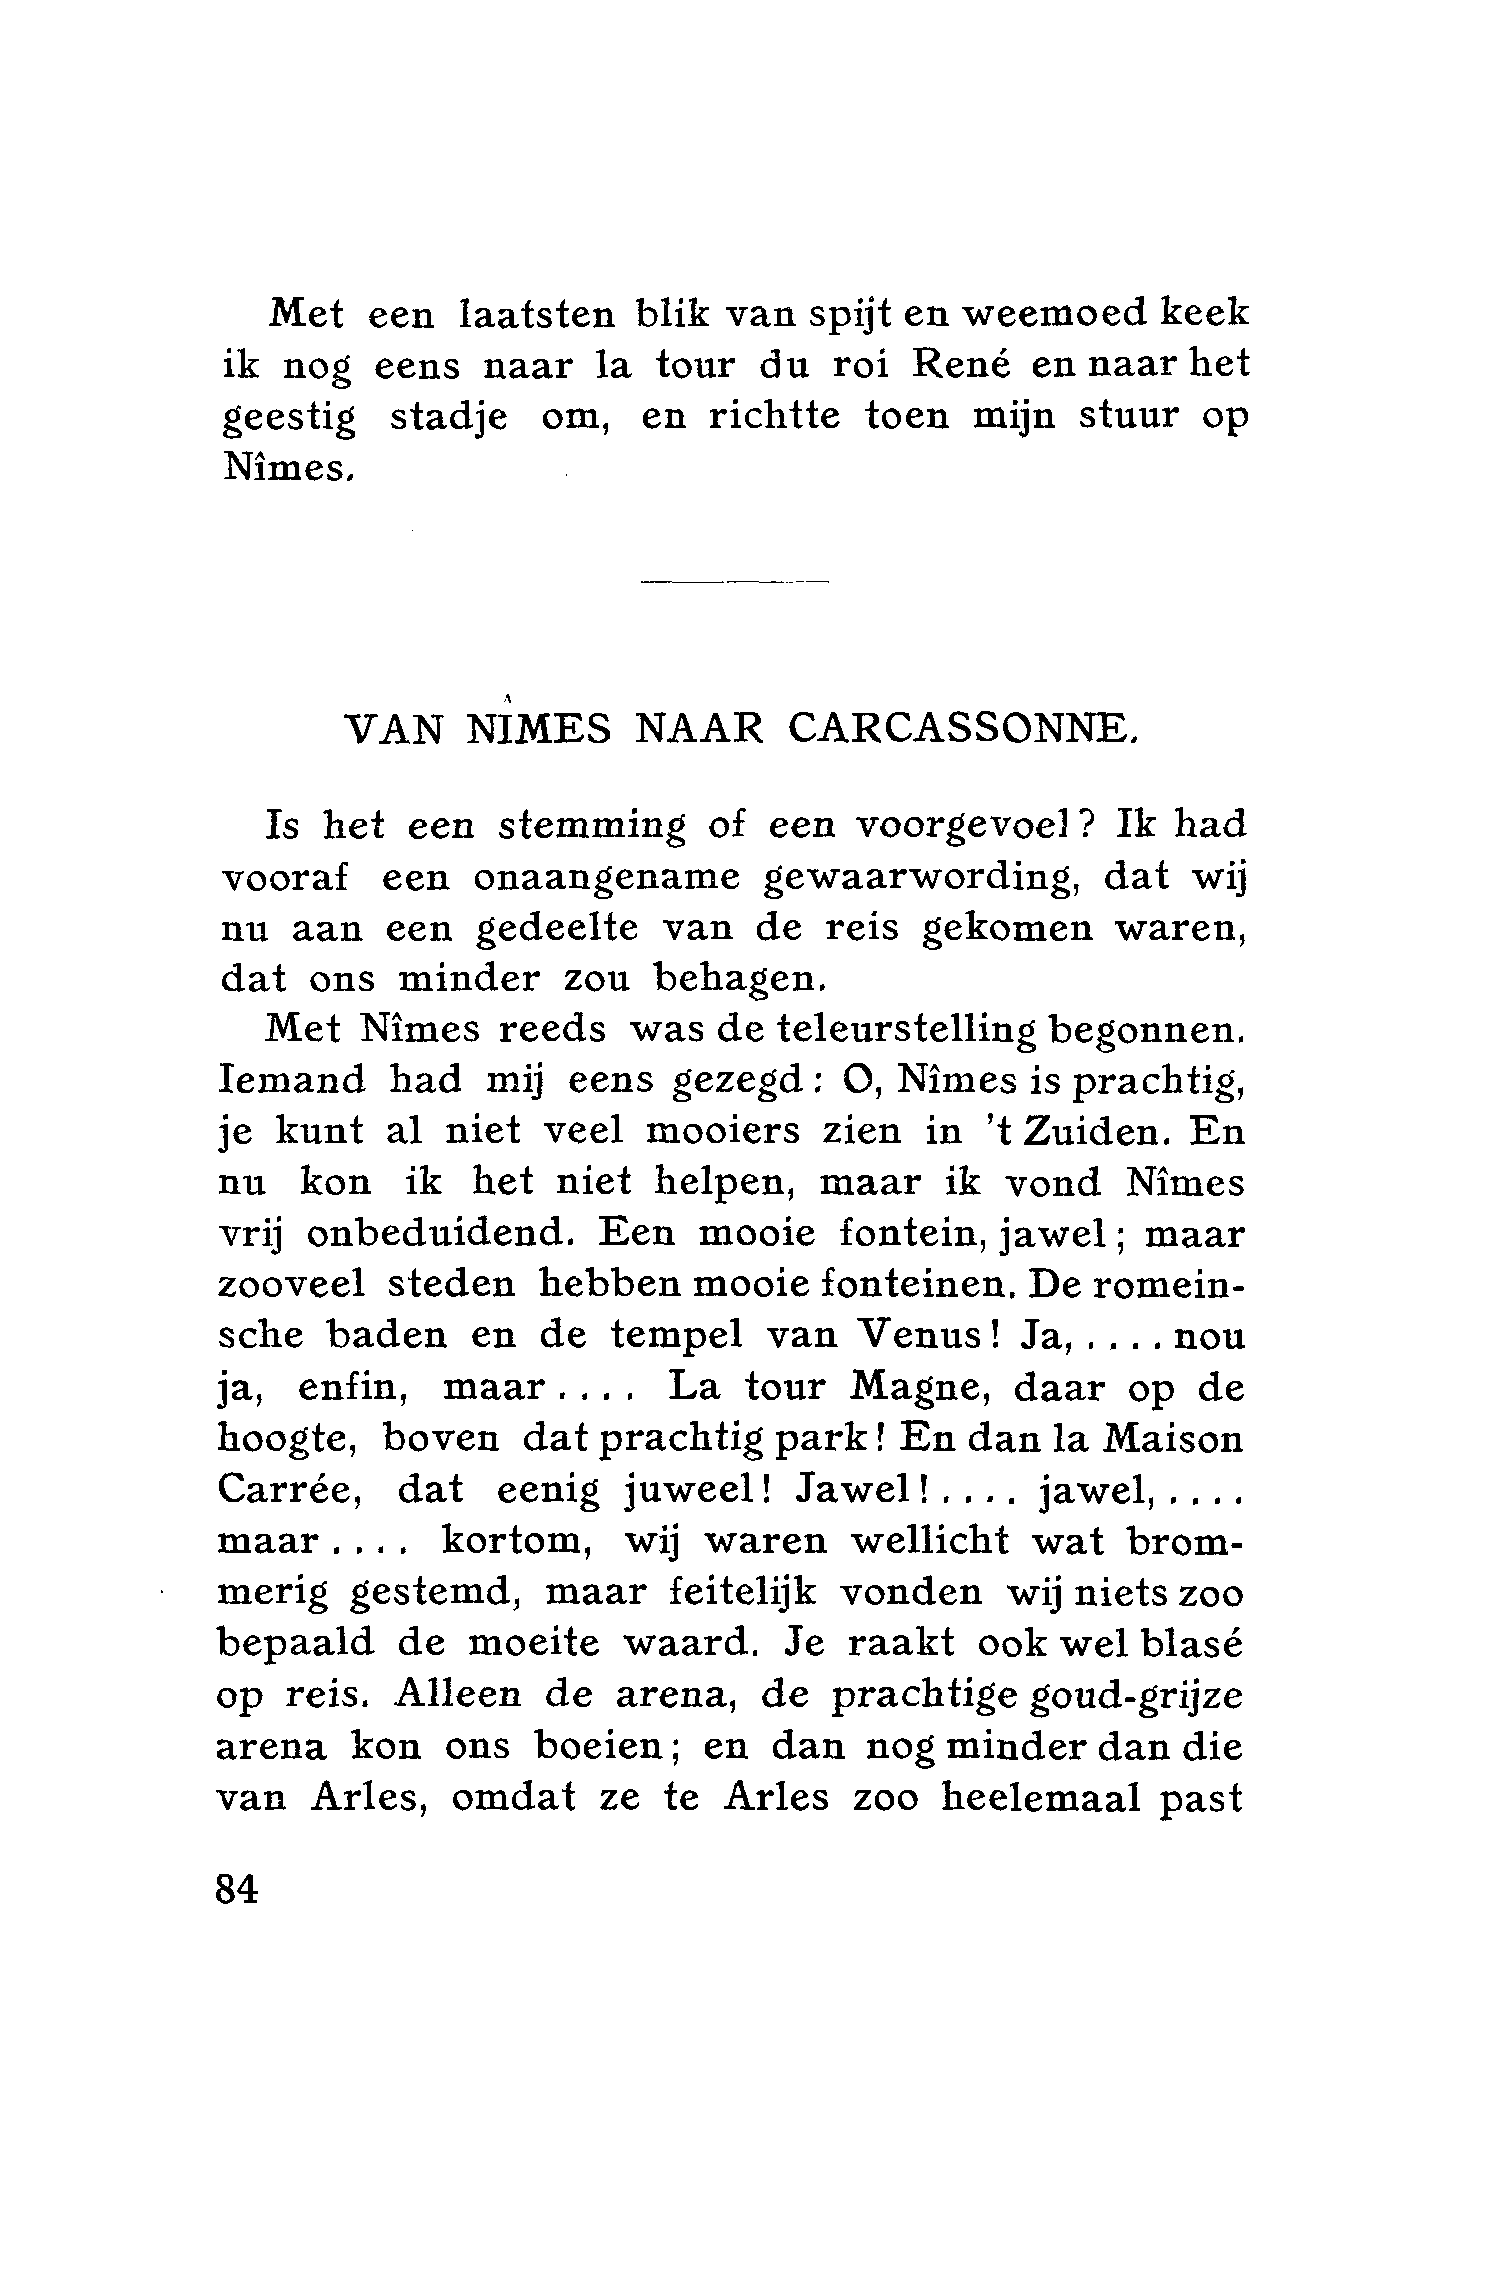 Met een laatsten blik van spijt en weemoed keek
ik nog eens naar la tour du roi René en naar het
geestig stadje om, en richtte toen mijn stuur op
Nîmes.
VAN NÎMES NAAR CARCASSONNE.
Is het een stemming of een voorgevoel? Ik had
vooraf een onaangename gewaarwording, dat wij
nu aan een gedeelte van de reis gekomen waren,
dat ons minder zou behagen.
Met Nîmes reeds was de teleurstelling begonnen.
Iemand had mij eens gezegd: O, Nîmes is prachtig,
je kunt al niet veel mooiers zien in 't Zuiden. En
nu kon ik het niet helpen, maar ik vond Nîmes
vrij onbeduidend. Een mooie fontein, jawel; maar
zooveel steden hebben mooie fonteinen. De romein-
sche baden en de tempel van Venus! Ja, . . . . nou
ja, enfin, maar . . . . La tour Magne, daar op de
hoogte, boven dat prachtig park! En dan la Maison
Carrée, dat eenig juweel! Jawel! . . . . jawel, . . . .
maar . . . . kortom, wij waren wellicht wat brom-
merig gestemd, maar feitelijk vonden wij niets zoo
bepaald de moeite waard. Je raakt ook wel blasé
op reis. Alleen de arena, de prachtige goud-grijze
arena kon ons boeien; en dan nog minder dan die
van Arles, omdat ze te Arles zoo heelemaal past
84